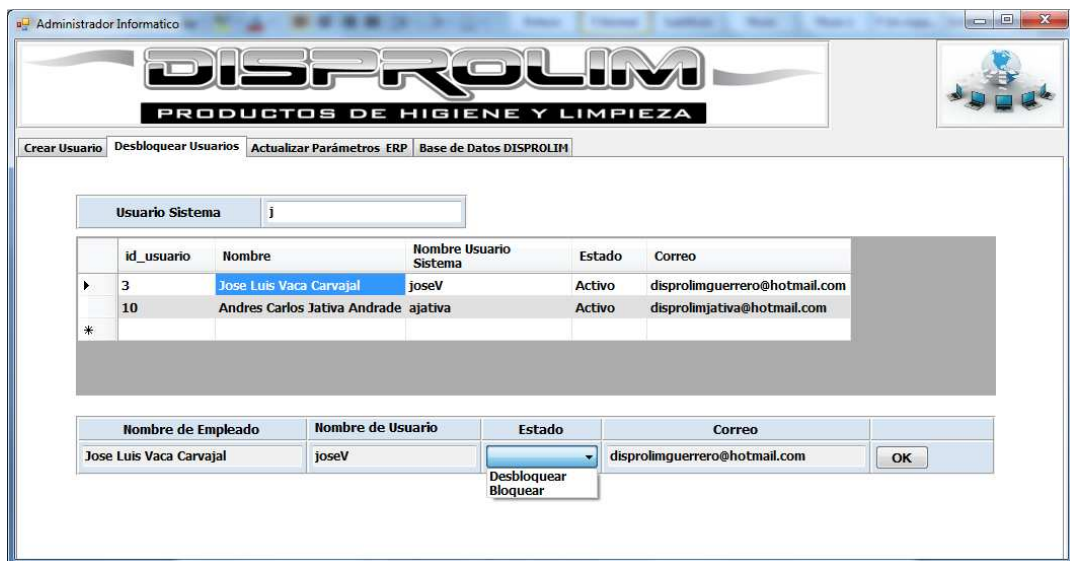 Administrador Informatico
DISPROLIM
PRODUCTOS DE HIGIENE Y LIMPIEZA
Crear Usuario Desbloquear Usuarios Actualizar Parámetros ERP Base de Datos DISPROLIM
Usuario Sistema j
id_usuario Nombre Nombre Usuario Sistema Estado Correo
3 Jose Luis Vaca Carvajal joseV Activo disprolimguerrero@hotmail.com
10 Andres Carlos Jativa Andrade ajativa Activo disprolimjativa@hotmail.com
Nombre de Empleado Nombre de Usuario Estado Correo
Jose Luis Vaca Carvajal joseV disprolimguerrero@hotmail.com OK
Desbloquear
Bloquear